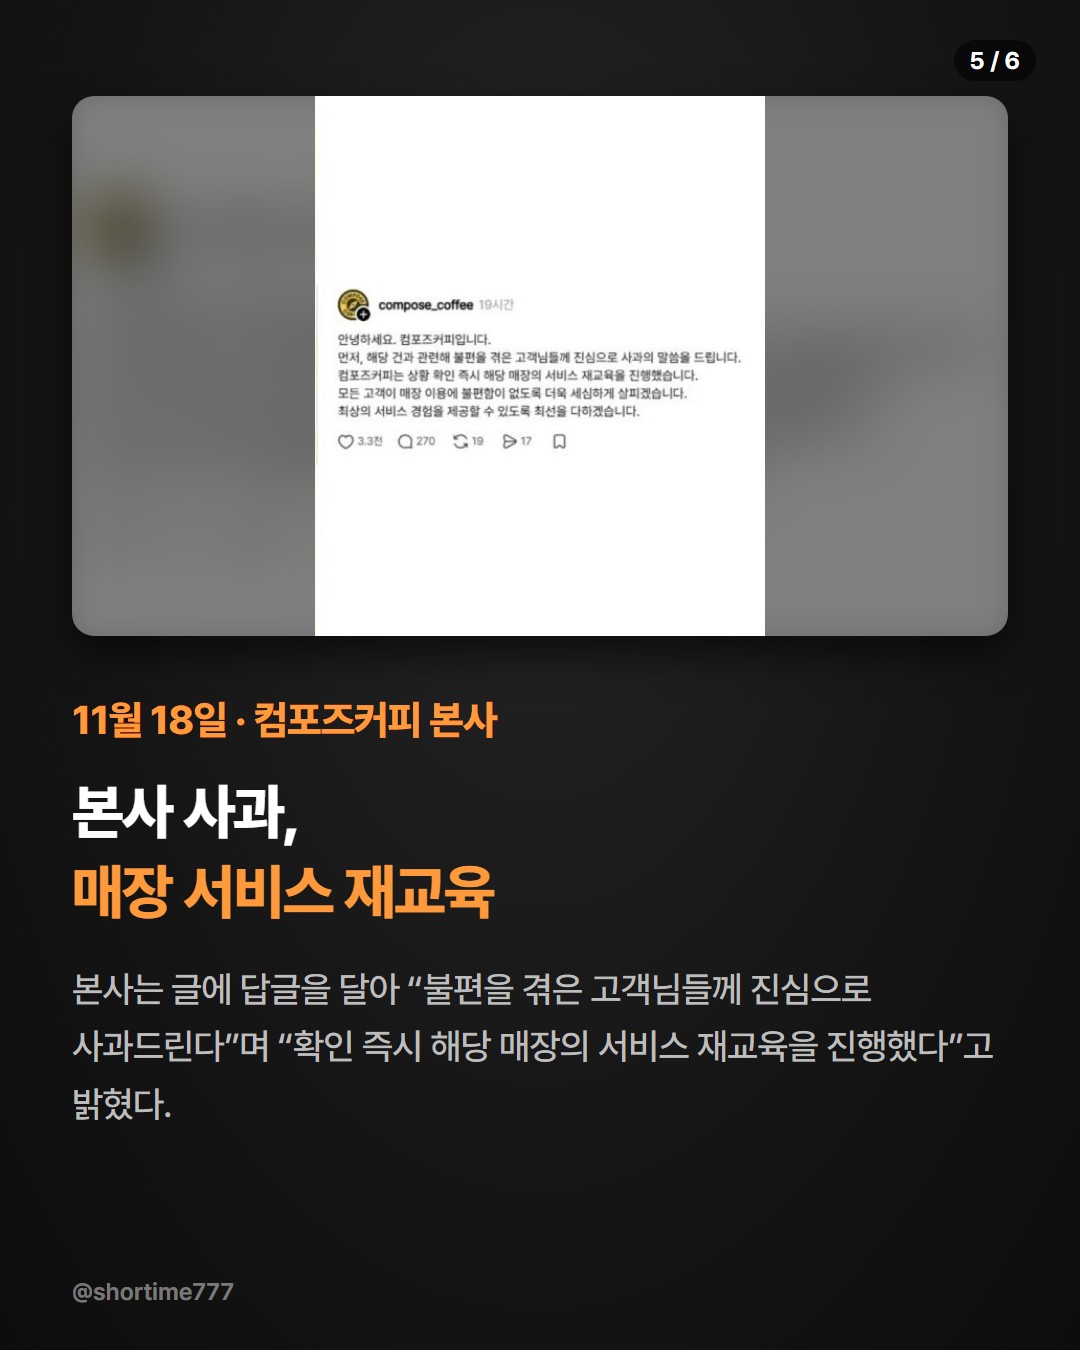 5 / 6
compose_coffee 19시간
안녕하세요. 컴포즈커피입니다.
먼저, 해당 건과 관련해 불편을 겪은 고객님들께 진심으로 사과의 말씀을 드립니다.
컴포즈커피는 상황 확인 즉시 해당 매장의 서비스 재교육을 진행했습니다.
모든 고객이 매장 이용에 불편함이 없도록 더욱 세심하게 살피겠습니다.
최상의 서비스 경험을 제공할 수 있도록 최선을 다하겠습니다.
3.3천 270 19 17
11월 18일 · 컴포즈커피 본사
본사 사과,
매장 서비스 재교육
본사는 글에 답글을 달아 “불편을 겪은 고객님들께 진심으로
사과드린다”며 “확인 즉시 해당 매장의 서비스 재교육을 진행했다”고
밝혔다.
@shortime777